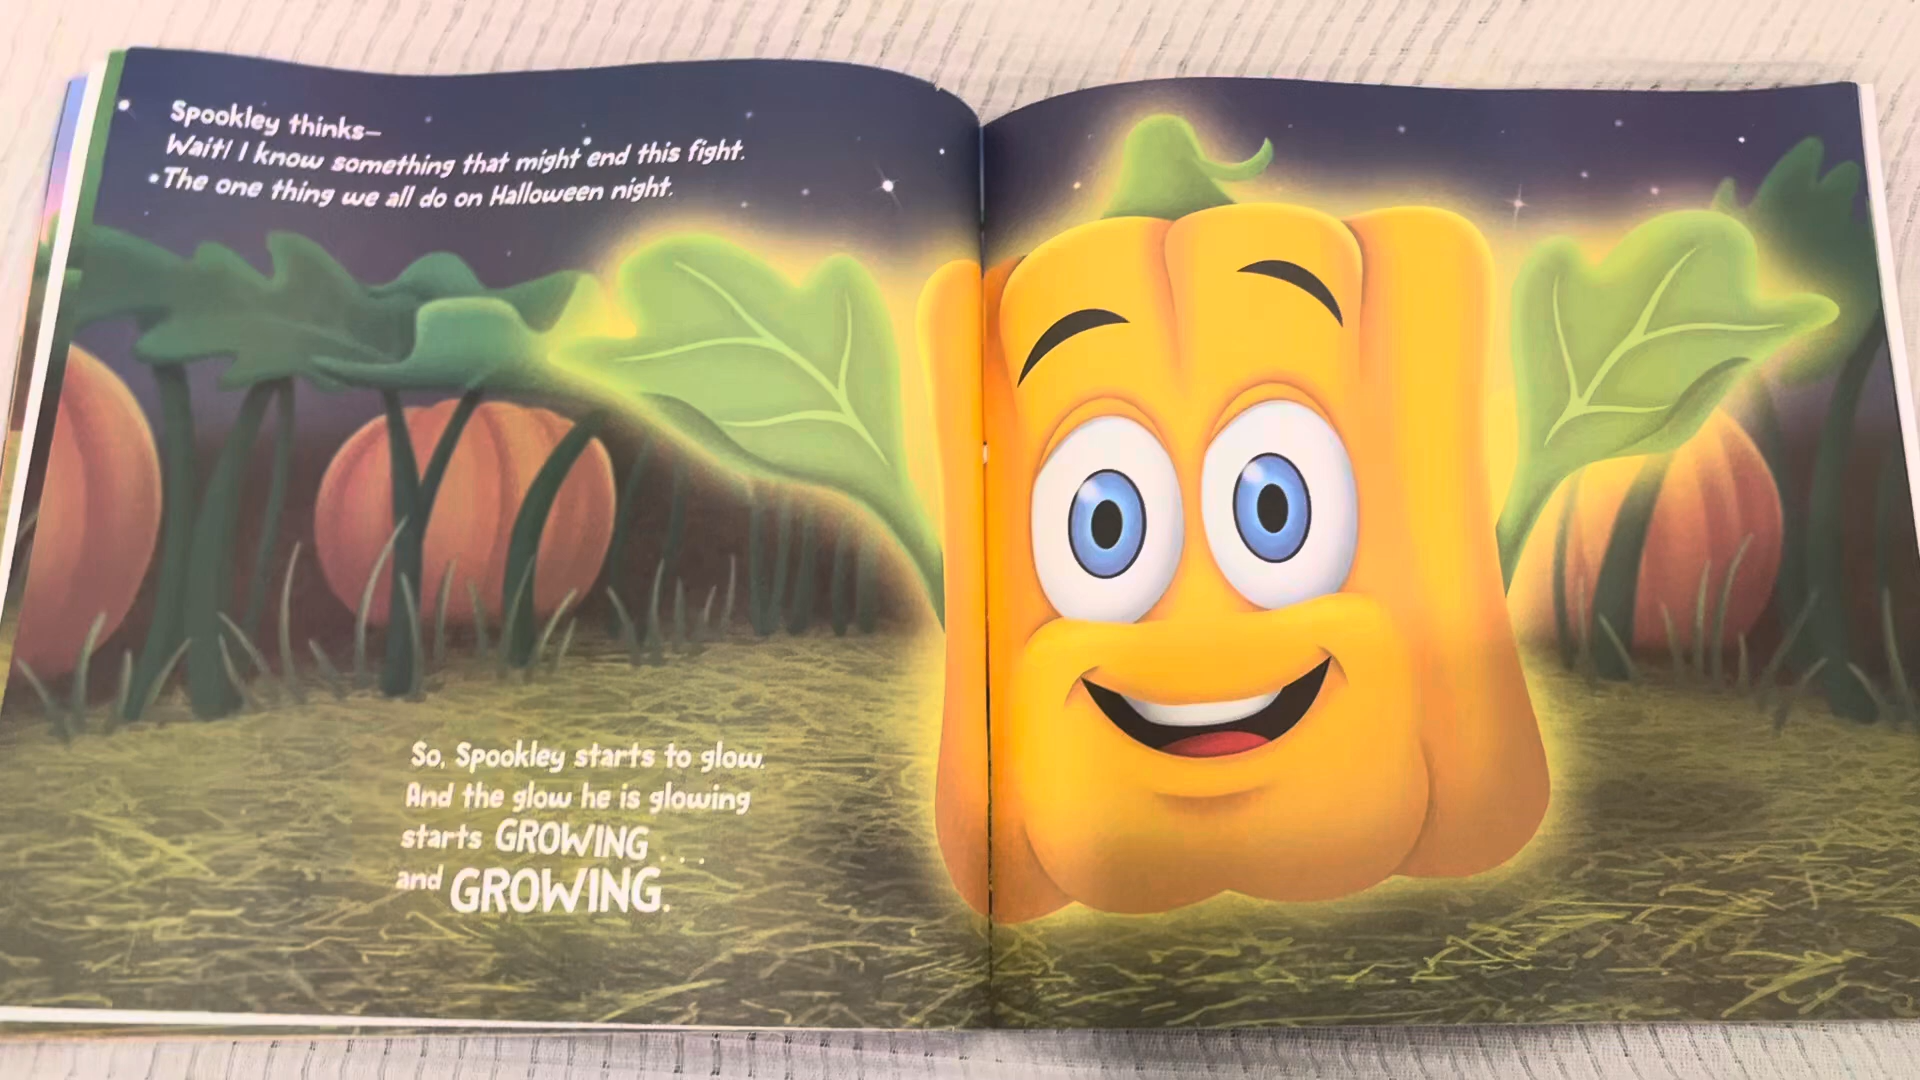 Spookley thinks—
Wait! I know something that might end this fight.
The one thing we all do on Halloween night.
So, Spookley starts to glow.
And the glow he is glowing
starts GROWING . . .
and GROWING.